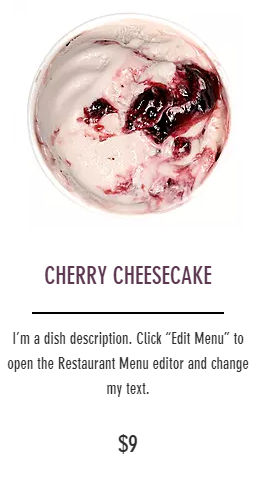 CHERRY CHEESECAKE
I'm a dish description. Click “Edit Menu” to
open the Restaurant Menu editor and change
my text.
$9